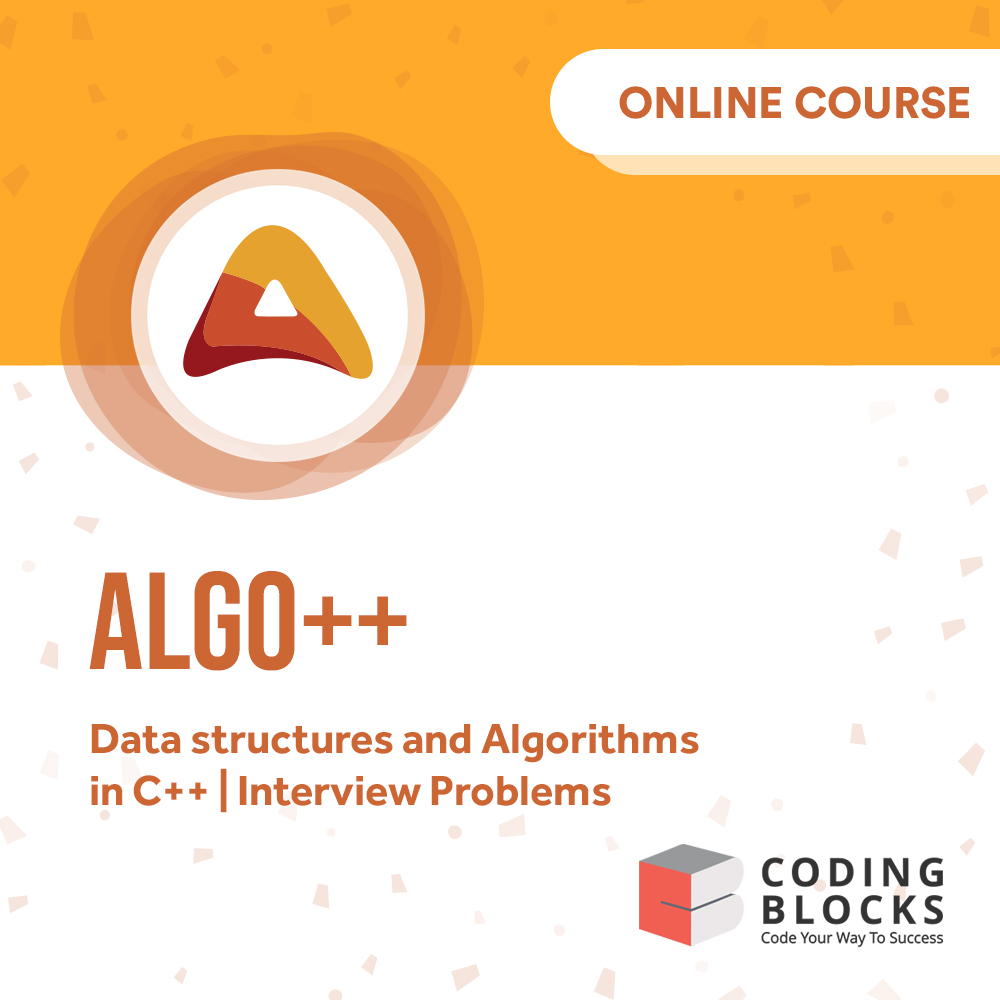 ONLINE COURSE
ALGO++
Data structures and Algorithms
in C++ | Interview Problems
CODING
BLOCKS
Code Your Way To Success